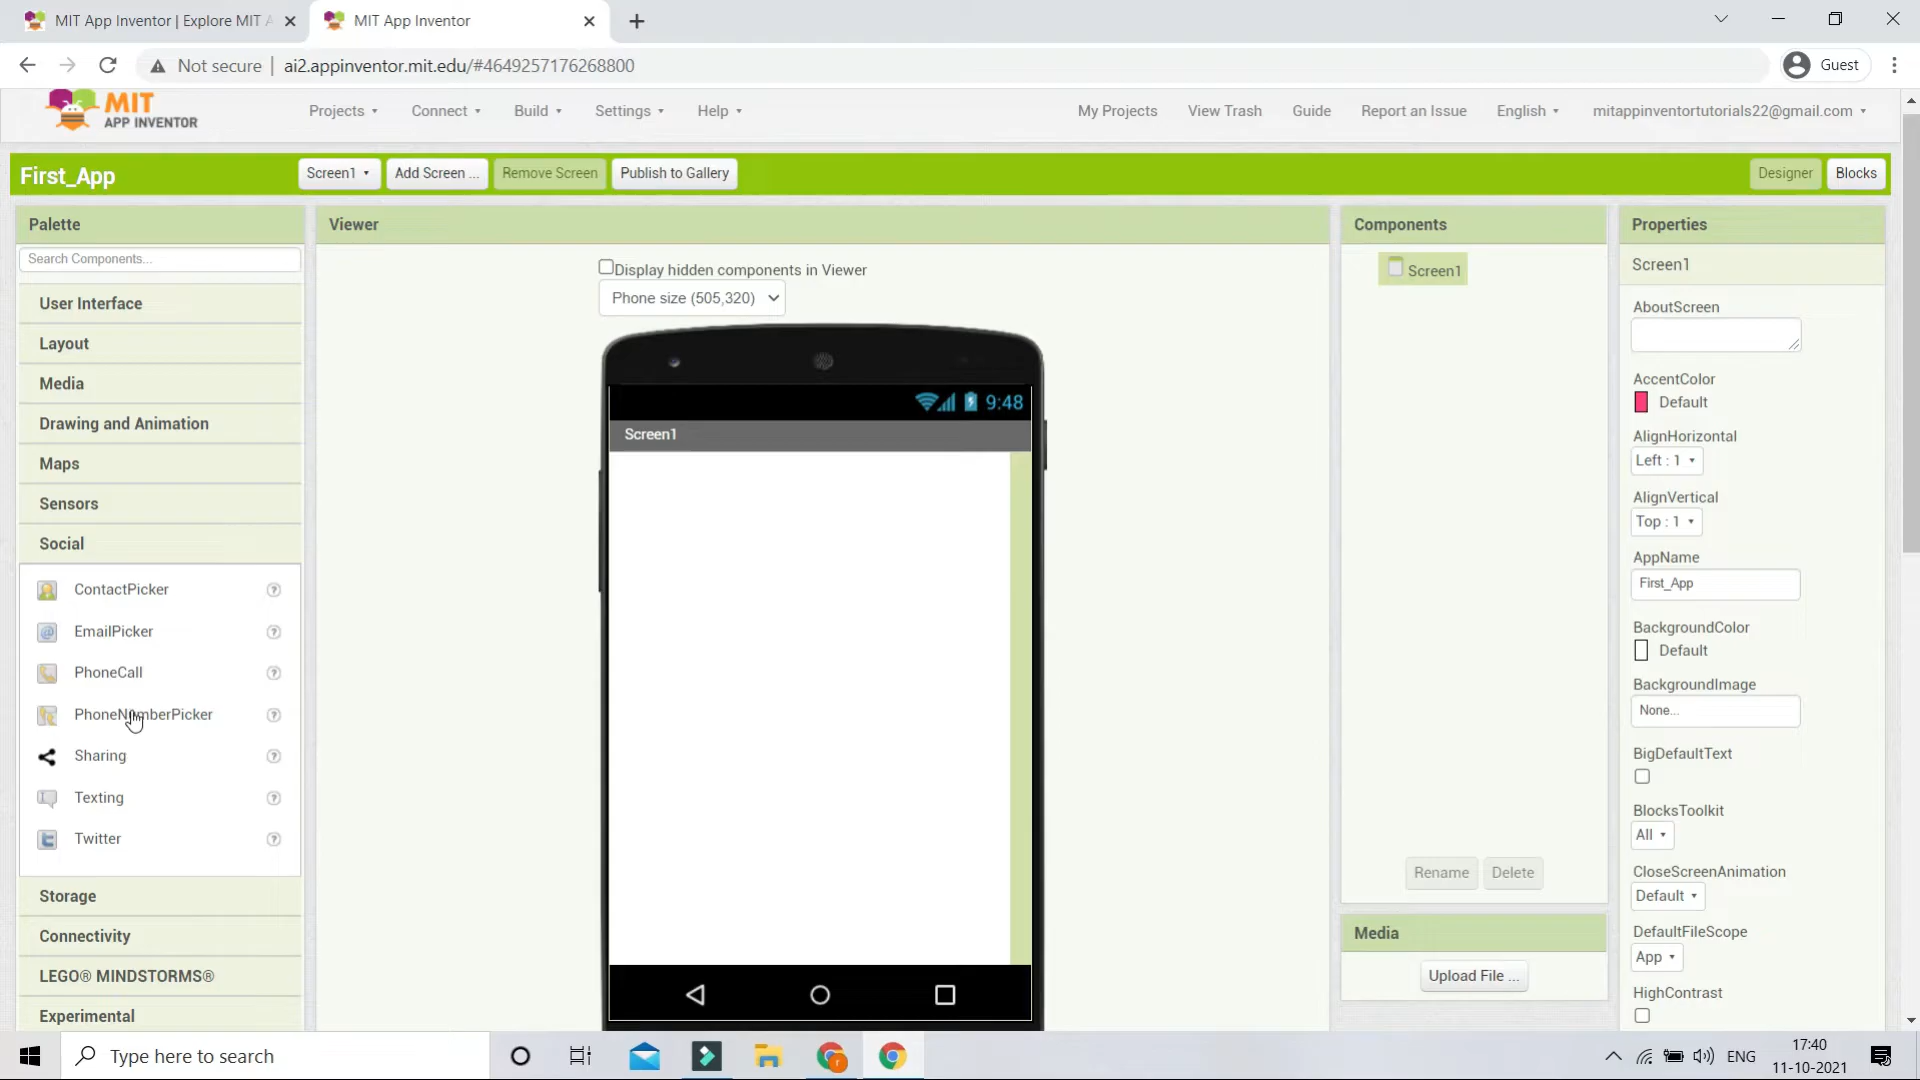 MIT App Inventor | Explore MIT A
MIT App Inventor
Not secure
ai2.appinventor.mit.edu/#4649257176268800
Guest
MIT
APP INVENTOR
Projects
Connect
Build
Settings
Help
My Projects
View Trash
Guide
Report an Issue
English
mitappinventortutorials22@gmail.com
First_App
Screen1
Add Screen ...
Remove Screen
Publish to Gallery
Designer
Blocks
Palette
Search Components...
User Interface
Layout
Media
Drawing and Animation
Maps
Sensors
Social
ContactPicker
EmailPicker
PhoneCall
PhoneNumberPicker
Sharing
Texting
Twitter
Storage
Connectivity
LEGO® MINDSTORMS®
Experimental
Viewer
Display hidden components in Viewer
Phone size (505,320)
9:48
Screen1
Components
Screen1
Rename
Delete
Media
Upload File ...
Properties
Screen1
AboutScreen
AccentColor
Default
AlignHorizontal
Left : 1
AlignVertical
Top : 1
AppName
First_App
BackgroundColor
Default
BackgroundImage
None...
BigDefaultText
BlocksToolkit
All
CloseScreenAnimation
Default
DefaultFileScope
App
HighContrast
Type here to search
ENG
17:40
11-10-2021